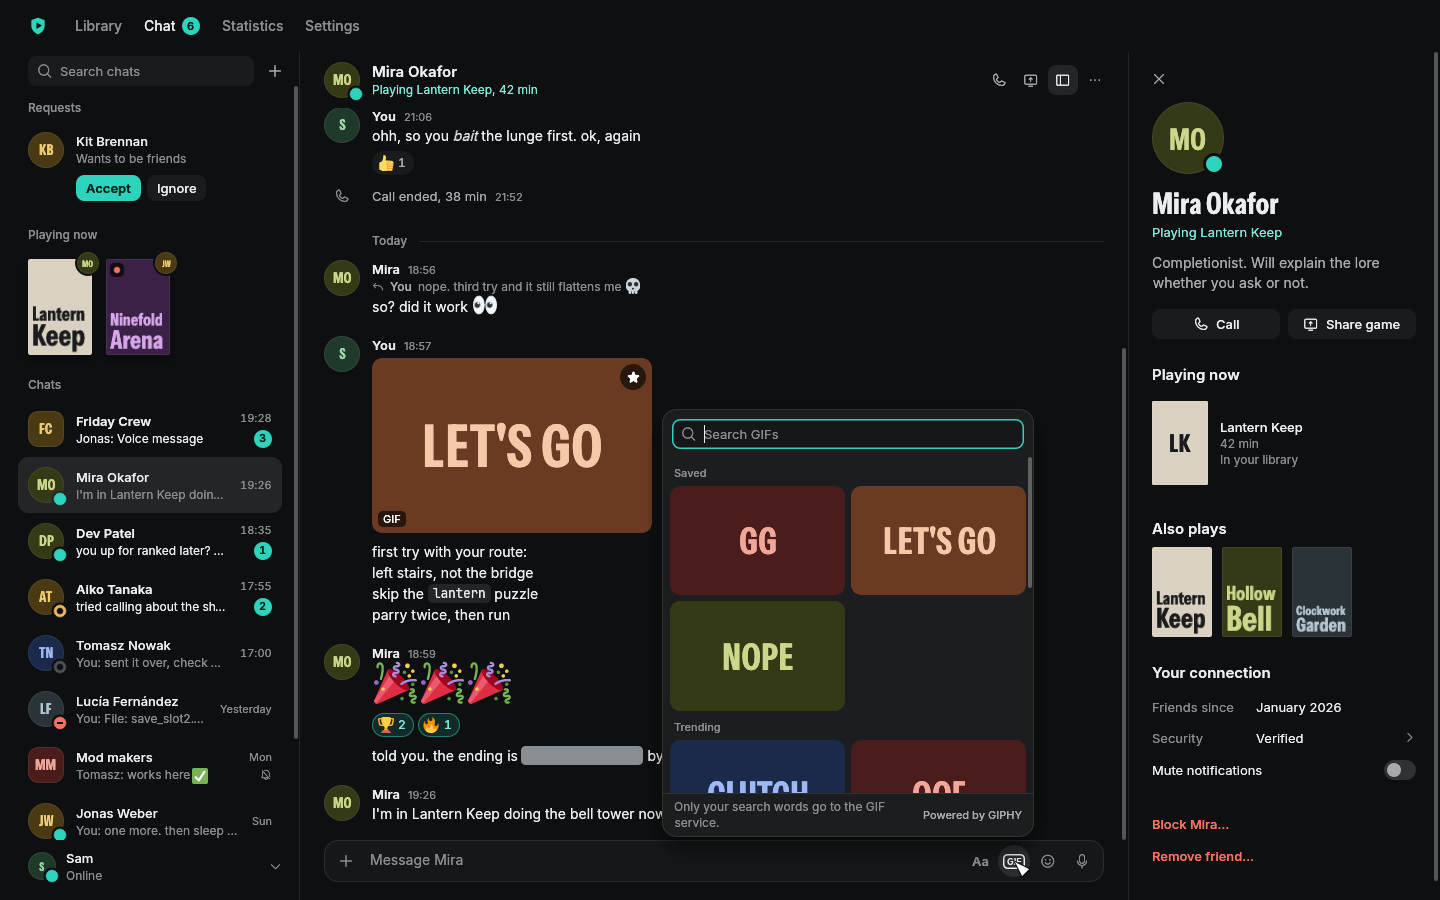 Library
Chat 6
Statistics
Settings
Search chats
Requests
KB
Kit Brennan
Wants to be friends
Accept
Ignore
Playing now
MO
Lantern
Keep
JW
Ninefold
Arena
Chats
FC
Friday Crew
19:28
Jonas: Voice message
3
MO
Mira Okafor
I'm in Lantern Keep doin...
19:26
DP
Dev Patel
18:35
you up for ranked later? ...
1
AT
Aiko Tanaka
17:55
tried calling about the sh...
2
TN
Tomasz Nowak
You: sent it over, check ...
17:00
LF
Lucía Fernández
You: File: save_slot2....
Yesterday
MM
Mod makers
Mon
Tomasz: works here ✅
JW
Jonas Weber
You: one more. then sleep ...
Sun
S
Sam
Online
MO
Mira Okafor
Playing Lantern Keep, 42 min
S
You 21:06
ohh, so you bait the lunge first. ok, again
👍 1
Call ended, 38 min 21:52
Today
MO
Mira 18:56
You nope. third try and it still flattens me 💀
so? did it work 👀
S
You 18:57
LET'S GO
GIF
first try with your route:
left stairs, not the bridge
skip the lantern puzzle
parry twice, then run
MO
Mira 18:59
🎉🎉🎉
🏆 2 🔥 1
told you. the ending is
by
MO
Mira 19:26
I'm in Lantern Keep doing the bell tower now
Message Mira
Aa
GIF
Search GIFs
Saved
GG
LET'S GO
NOPE
Trending
CLUTCH
OOF
Only your search words go to the GIF
service.
Powered by GIPHY
MO
Mira Okafor
Playing Lantern Keep
Completionist. Will explain the lore
whether you ask or not.
Call
Share game
Playing now
LK
Lantern Keep
42 min
In your library
Also plays
Lantern
Keep
Hollow
Bell
Clockwork
Garden
Your connection
Friends since January 2026
Security Verified
Mute notifications
Block Mira...
Remove friend...